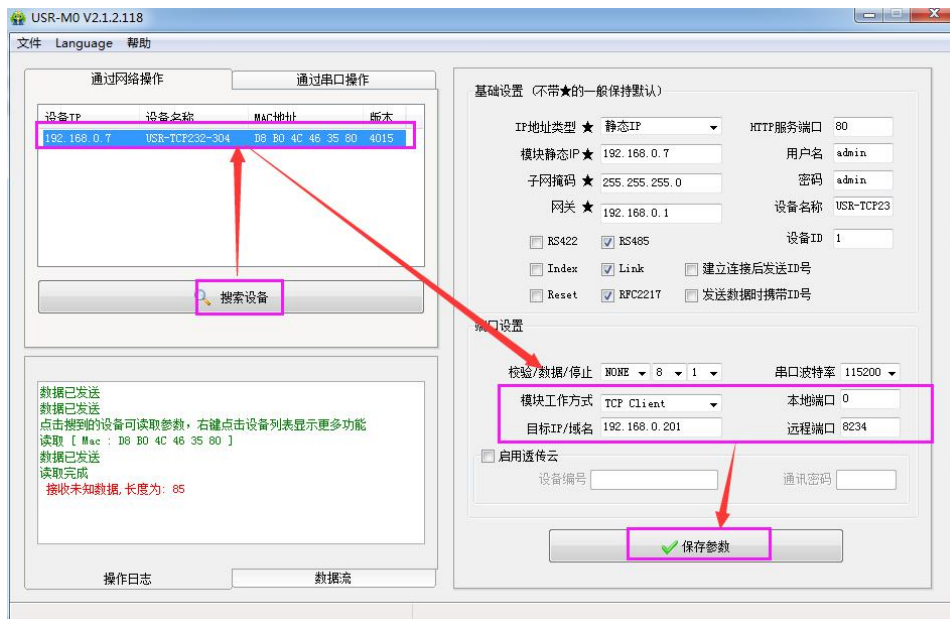 USR-M0 V2.1.2.118
文件 Language 帮助
通过网络操作 通过串口操作
设备IP 设备名称 MAC地址 版本
192.168.0.7 USR-TCP232-304 D8 B0 4C 46 35 80 4015
搜索设备
数据已发送
数据已发送
点击搜到的设备可读取参数，右键点击设备列表显示更多功能
读取 [ Mac : D8 B0 4C 46 35 80 ]
数据已发送
读取完成
接收未知数据,长度为: 85
操作日志 数据流
基础设置 (不带★的一般保持默认)
IP地址类型 ★ 静态IP HTTP服务端口 80
模块静态IP★ 192.168.0.7 用户名 admin
子网掩码 ★ 255.255.255.0 密码 admin
网关 ★ 192.168.0.1 设备名称 USR-TCP23
RS422 RS485 设备ID 1
Index Link 建立连接后发送ID号
Reset RFC2217 发送数据时携带ID号
端口设置
校验/数据/停止 NONE 8 1 串口波特率 115200
模块工作方式 TCP Client 本地端口 0
目标IP/域名 192.168.0.201 远程端口 8234
启用透传云
设备编号 通讯密码
保存参数